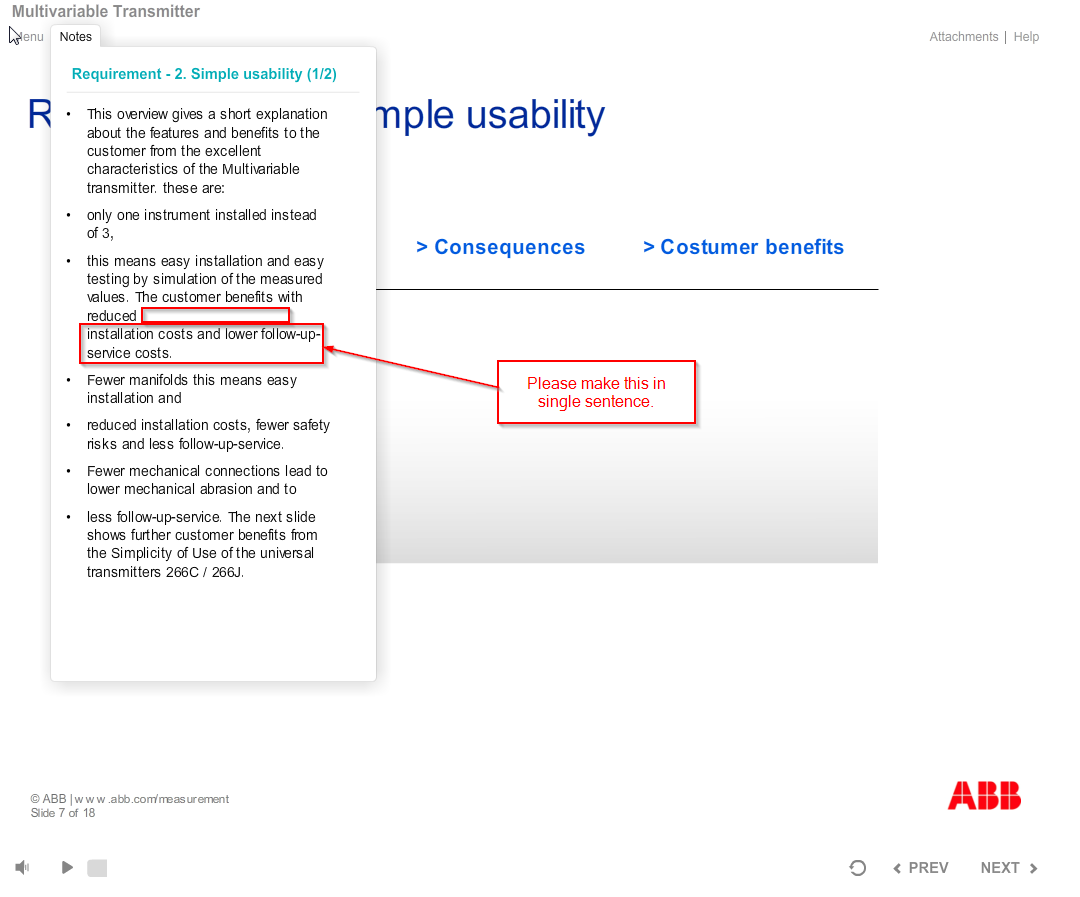 Multivariable Transmitter
enu
Notes
Attachments | Help
Requirement - 2. Simple usability (1/2)
R
mple usability
• This overview gives a short explanation
about the features and benefits to the
customer from the excellent
characteristics of the Multivariable
transmitter. these are:
• only one instrument installed instead
of 3,
• this means easy installation and easy
testing by simulation of the measured
values. The customer benefits with
reduced
installation costs and lower follow-up-
service costs.
• Fewer manifolds this means easy
installation and
• reduced installation costs, fewer safety
risks and less follow-up-service.
• Fewer mechanical connections lead to
lower mechanical abrasion and to
• less follow-up-service. The next slide
shows further customer benefits from
the Simplicity of Use of the universal
transmitters 266C / 266J.
> Consequences
> Costumer benefits
Please make this in
single sentence.
© ABB | www.abb.com/measurement
Slide 7 of 18
ABB
PREV
NEXT